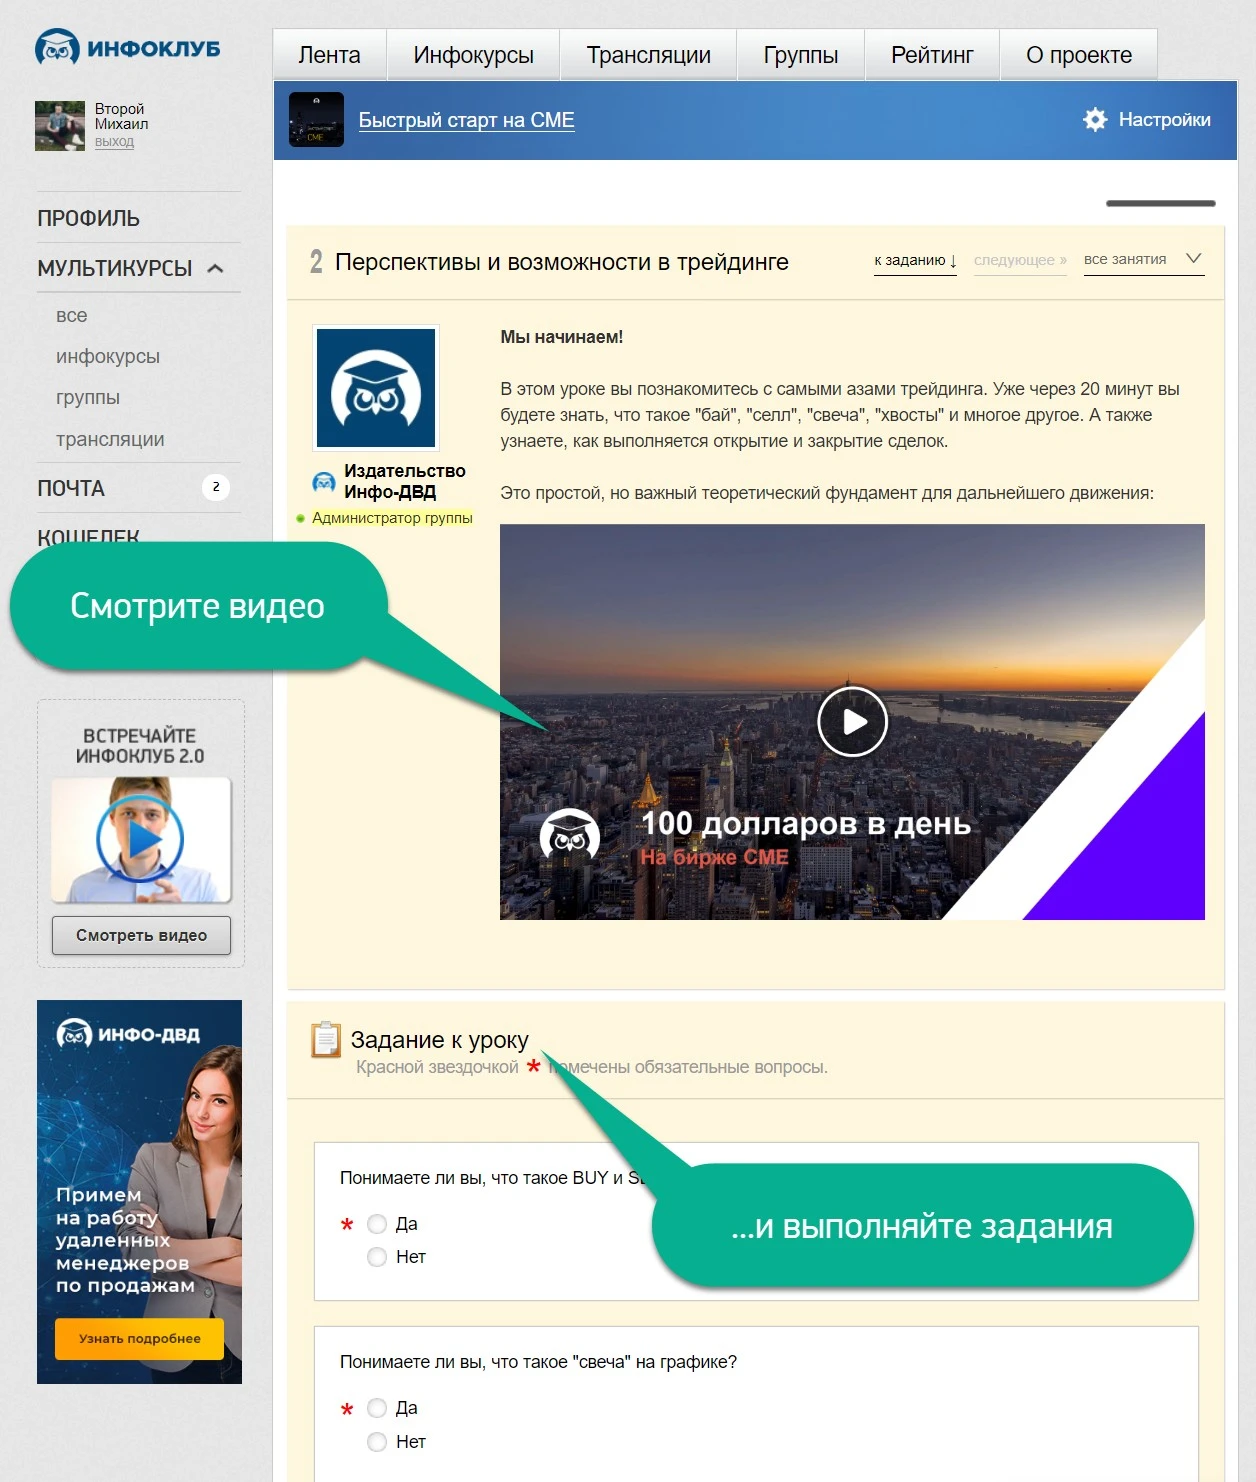 ИНФОКЛУБ
Лента
Инфокурсы
Трансляции
Группы
Рейтинг
О проекте
Второй
Михаил
выход
CME
Быстрый старт на CME
Настройки
ПРОФИЛЬ
МУЛЬТИКУРСЫ
все
инфокурсы
группы
трансляции
ПОЧТА
2
КОШЕЛЕК
2 Перспективы и возможности в трейдинге
к заданию ↓
следующее »
все занятия
Издательство
Инфо-ДВД
Администратор группы
Мы начинаем!
В этом уроке вы познакомитесь с самыми азами трейдинга. Уже через 20 минут вы
будете знать, что такое "бай", "селл", "свеча", "хвосты" и многое другое. А также
узнаете, как выполняется открытие и закрытие сделок.
Это простой, но важный теоретический фундамент для дальнейшего движения:
Смотрите видео
100 долларов в день
На бирже CME
ВСТРЕЧАЙТЕ
ИНФОКЛУБ 2.0
Смотреть видео
ИНФО-ДВД
Примем
на работу
удаленных
менеджеров
по продажам
Узнать подробнее
Задание к уроку
Красной звездочкой * помечены обязательные вопросы.
Понимаете ли вы, что такое BUY и
* Да
Нет
...и выполняйте задания
Понимаете ли вы, что такое "свеча" на графике?
* Да
Нет